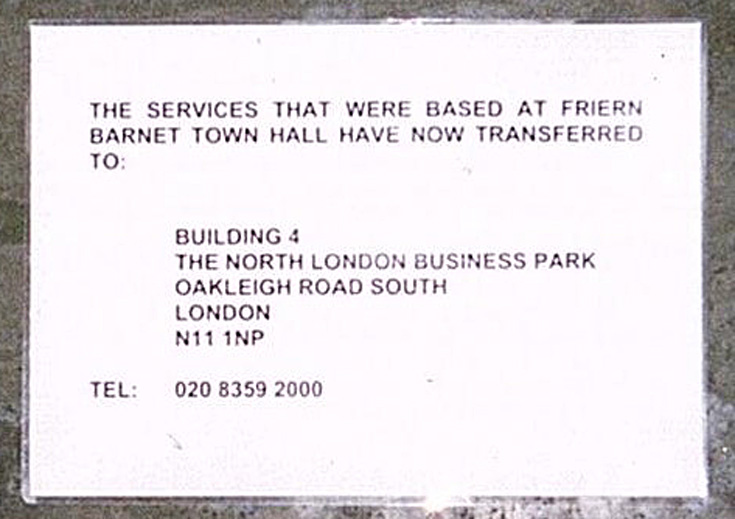 THE SERVICES THAT WERE BASED AT FRIERN
BARNET TOWN HALL HAVE NOW TRANSFERRED
TO:
BUILDING 4
THE NORTH LONDON BUSINESS PARK
OAKLEIGH ROAD SOUTH
LONDON
N11 1NP
TEL: 020 8359 2000